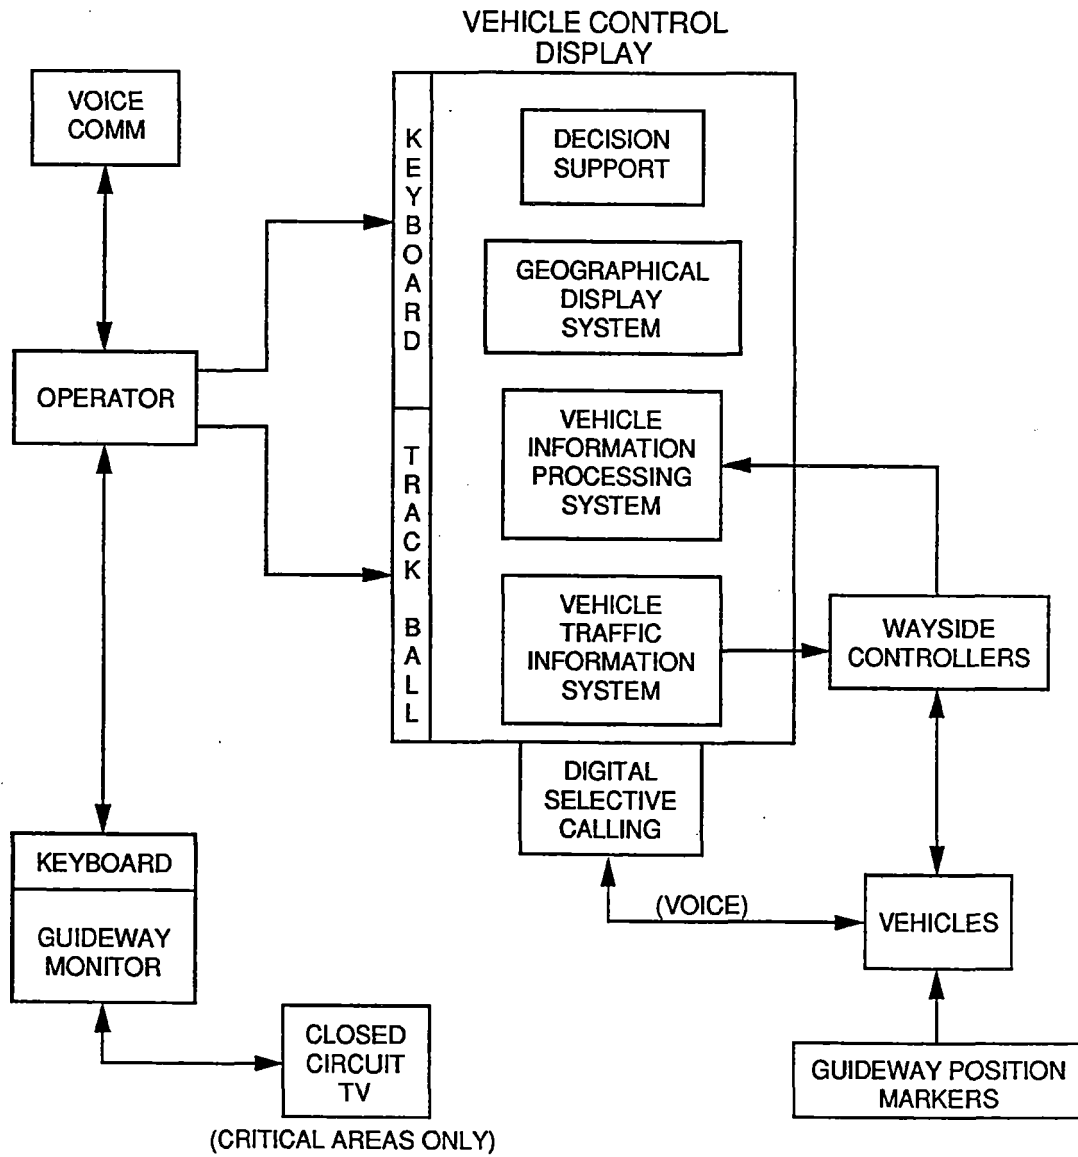 VEHICLE CONTROL
DISPLAY
VOICE
COMM
KEYBOARD
DECISION
SUPPORT
GEOGRAPHICAL
DISPLAY
SYSTEM
OPERATOR
TRACK BALL
VEHICLE
INFORMATION
PROCESSING
SYSTEM
VEHICLE
TRAFFIC
INFORMATION
SYSTEM
WAYSIDE
CONTROLLERS
DIGITAL
SELECTIVE
CALLING
KEYBOARD
GUIDEWAY
MONITOR
(VOICE)
VEHICLES
CLOSED
CIRCUIT
TV
(CRITICAL AREAS ONLY)
GUIDEWAY POSITION
MARKERS